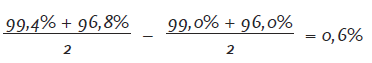 99,4% + 96,8% / 2 − 99,0% + 96,0% / 2 = 0,6%